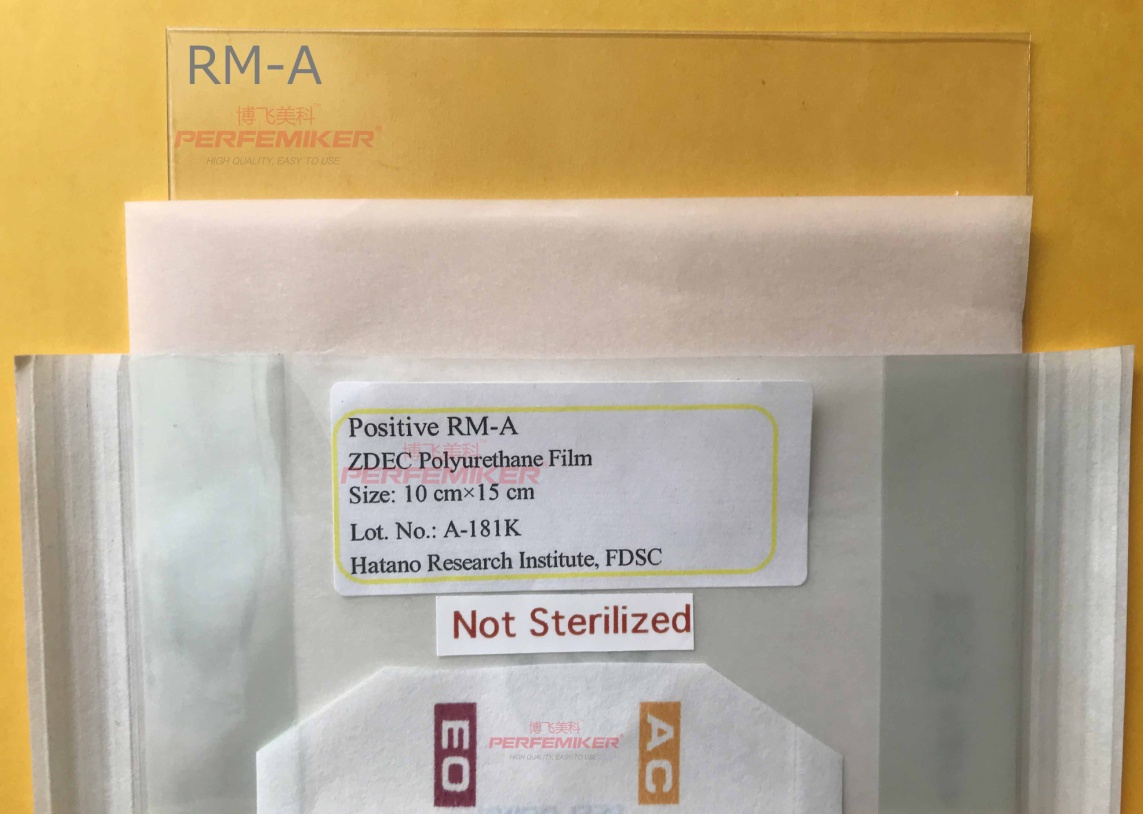 RM-A
博飞美科
PERFEMIKER®
HIGH QUALITY, EASY TO USE
Positive RM-A
ZDEC Polyurethane Film
博飞美科
PERFEMIKER
Size: 10 cm×15 cm
Lot. No.: A-181K
Hatano Research Institute, FDSC
Not Sterilized
EO
AC
博飞美科
PERFEMIKER®
HIGH QUALITY, EASY TO USE